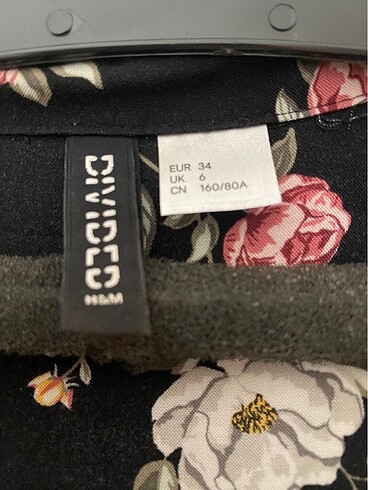 DIVIDED
H&M
EUR 34
UK 6
CN 160/80A